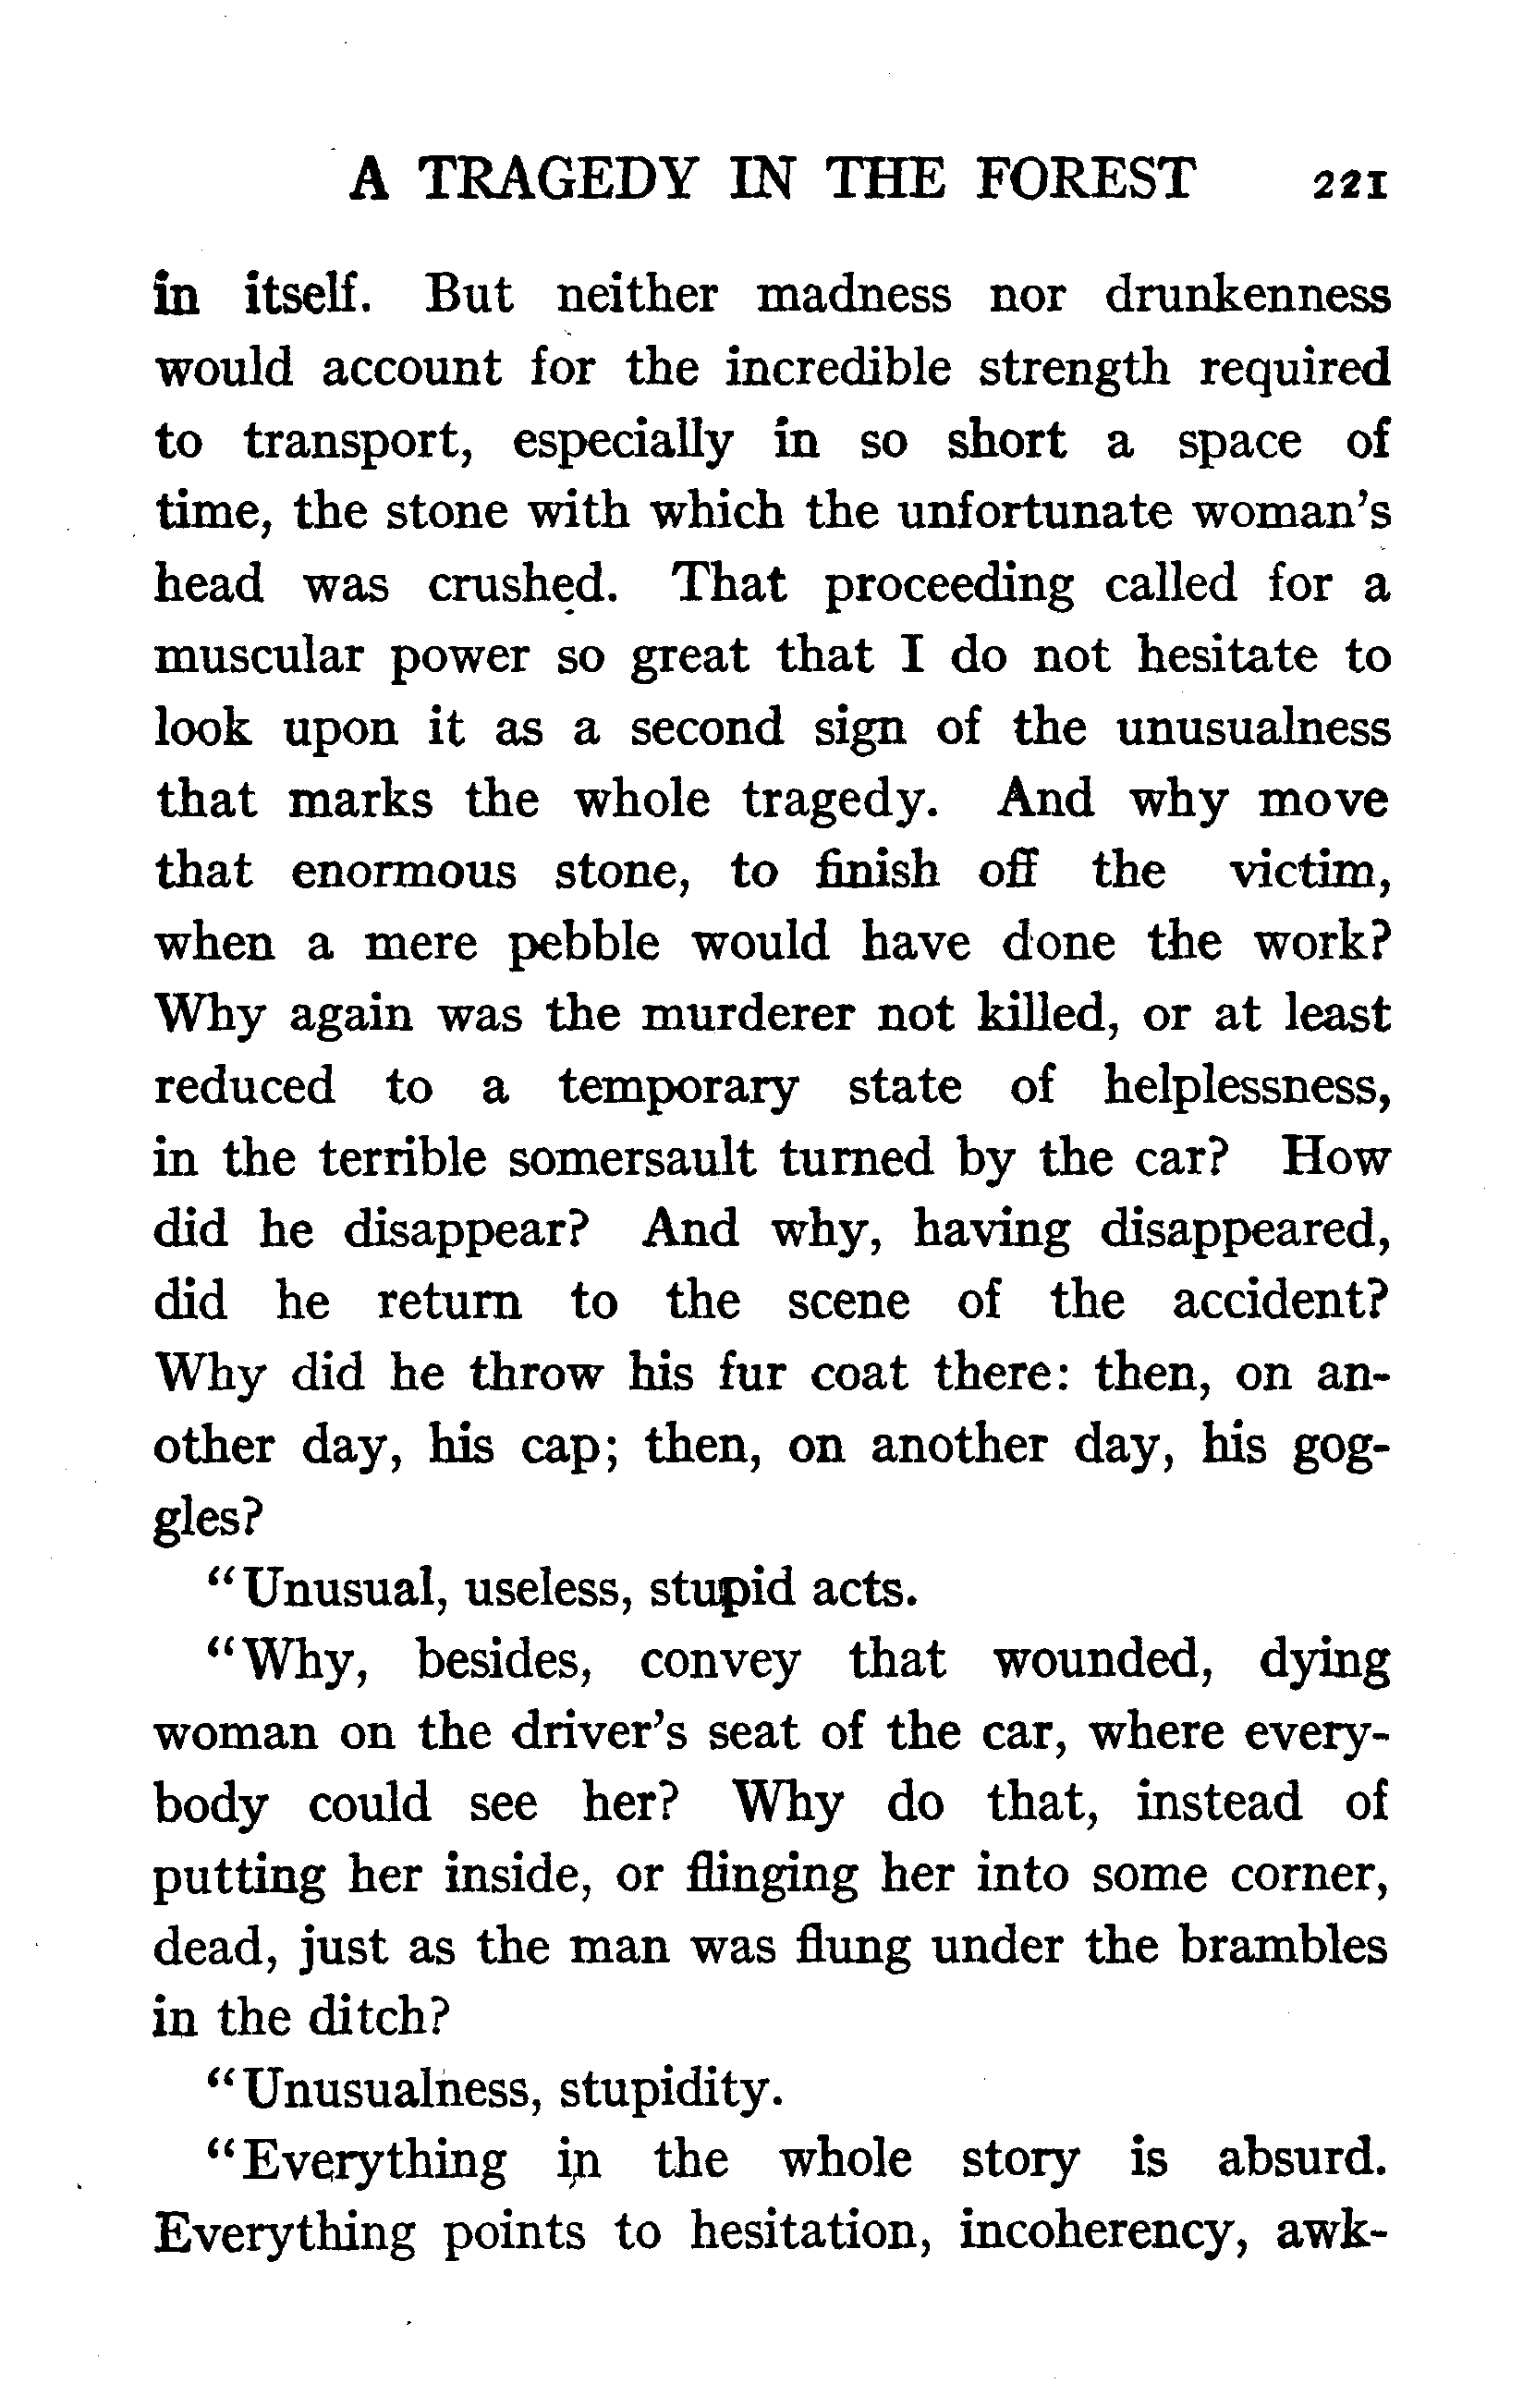 A TRAGEDY IN THE FOREST 221
in itself. But neither madness nor drunkenness
would account for the incredible strength required
to transport, especially in so short a space of
time, the stone with which the unfortunate woman's
head was crushed. That proceeding called for a
muscular power so great that I do not hesitate to
look upon it as a second sign of the unusualness
that marks the whole tragedy. And why move
that enormous stone, to finish off the victim,
when a mere pebble would have done the work?
Why again was the murderer not killed, or at least
reduced to a temporary state of helplessness,
in the terrible somersault turned by the car? How
did he disappear? And why, having disappeared,
did he return to the scene of the accident?
Why did he throw his fur coat there: then, on an-
other day, his cap; then, on another day, his gog-
gles?
"Unusual, useless, stupid acts.
"Why, besides, convey that wounded, dying
woman on the driver's seat of the car, where every-
body could see her? Why do that, instead of
putting her inside, or flinging her into some corner,
dead, just as the man was flung under the brambles
in the ditch?
"Unusualness, stupidity.
"Everything in the whole story is absurd.
Everything points to hesitation, incoherency, awk-